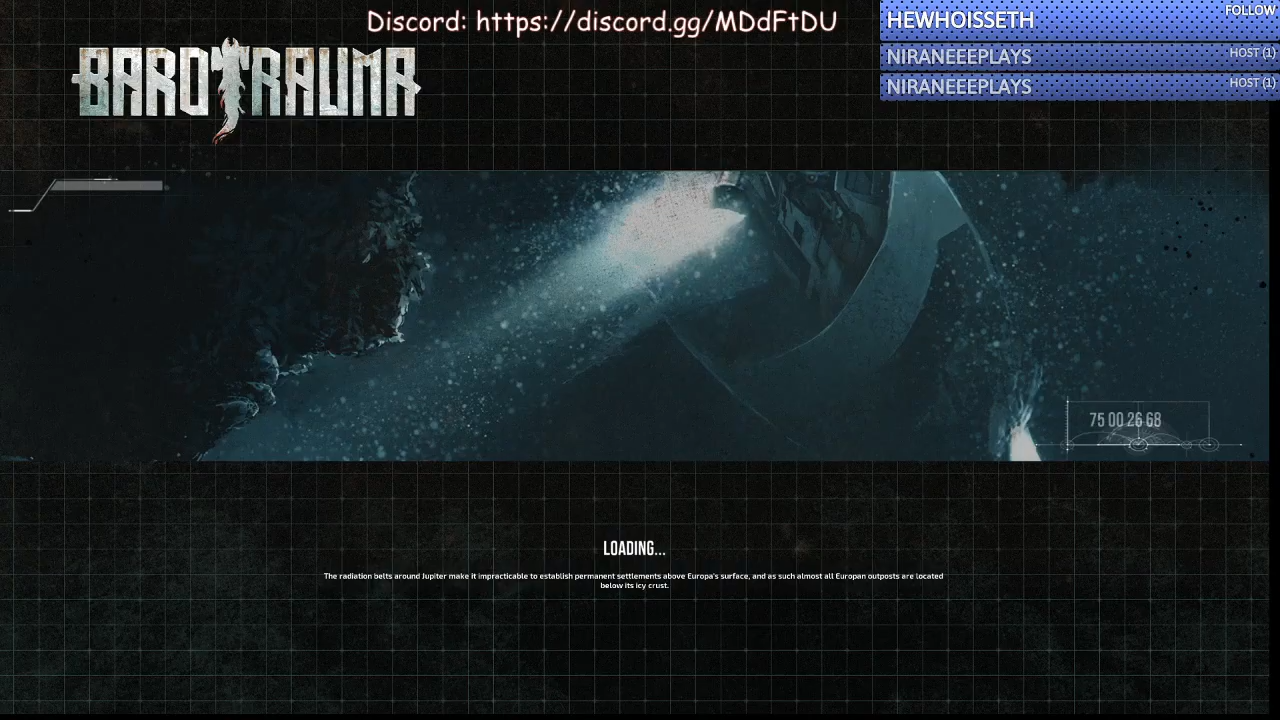 Discord: https://discord.gg/MDdFtDU
HEWHOISSETH FOLLOW
NIRANEEEPLAYS HOST (1)
NIRANEEEPLAYS HOST (1)
BAROTRAUMA
75 00 26 68
LOADING...
The radiation belts around Jupiter make it impracticable to establish permanent settlements above Europa's surface, and as such almost all Europan outposts are located
below its icy crust.